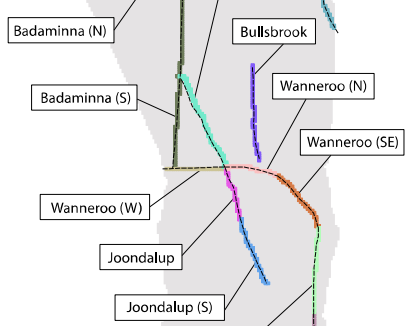 Badaminna (N)
Bullsbrook
Wanneroo (N)
Badaminna (S)
Wanneroo (SE)
Wanneroo (W)
Joondalup
Joondalup (S)